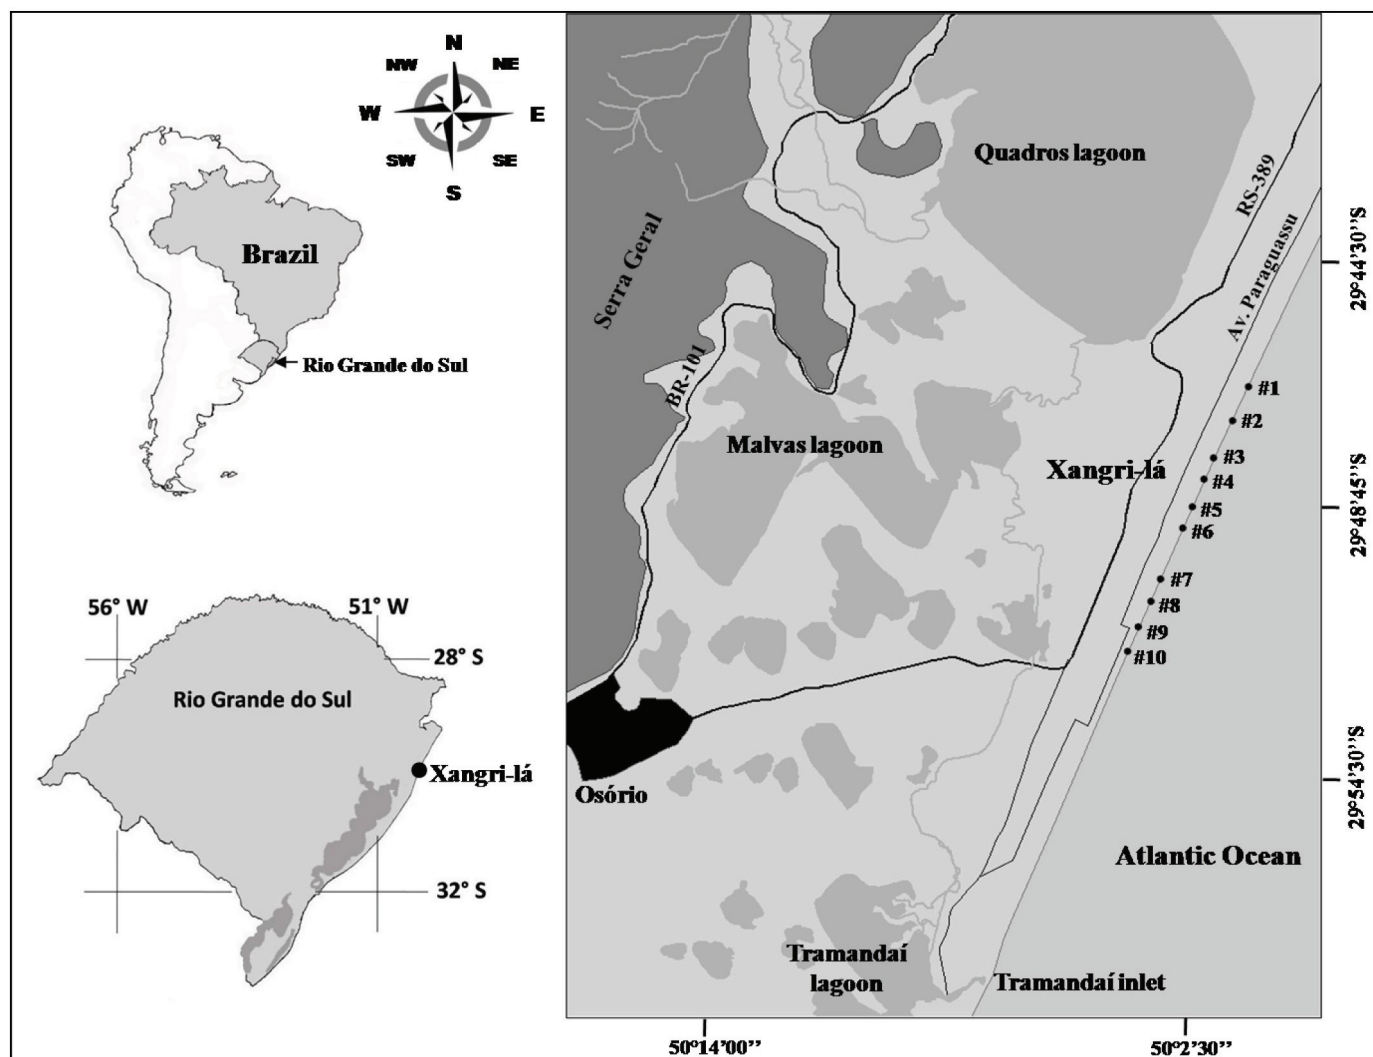 N
NW
NE
W
E
SW
SE
S
Brazil
Rio Grande do Sul
56° W
51° W
28° S
Rio Grande do Sul
Xangri-lá
32° S
Quadros lagoon
RS-389
Av. Paraguassu
Serra Geral
BR-101
Malvas lagoon
Xangri-lá
#1
#2
#3
#4
#5
#6
#7
#8
#9
#10
Osório
Atlantic Ocean
Tramandaí
lagoon
Tramandaí inlet
29°44'30’’S
29°48'45’’S
29°54'30’’S
50°14'00’’
50°2'30’’